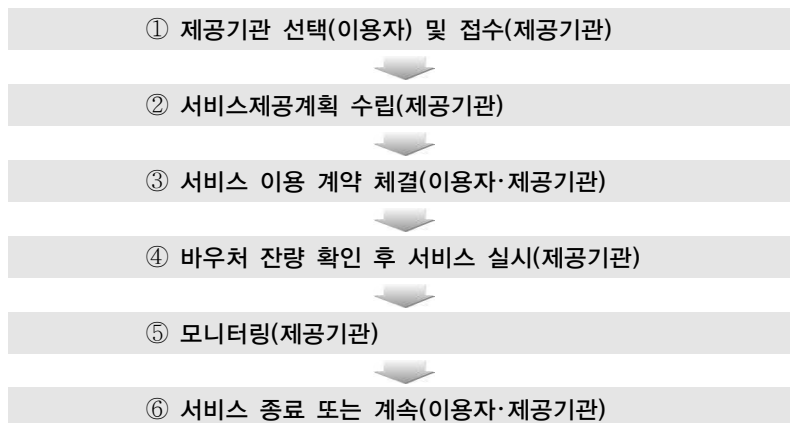 ① 제공기관 선택(이용자) 및 접수(제공기관)
② 서비스제공계획 수립(제공기관)
③ 서비스 이용 계약 체결(이용자·제공기관)
④ 바우처 잔량 확인 후 서비스 실시(제공기관)
⑤ 모니터링(제공기관)
⑥ 서비스 종료 또는 계속(이용자·제공기관)